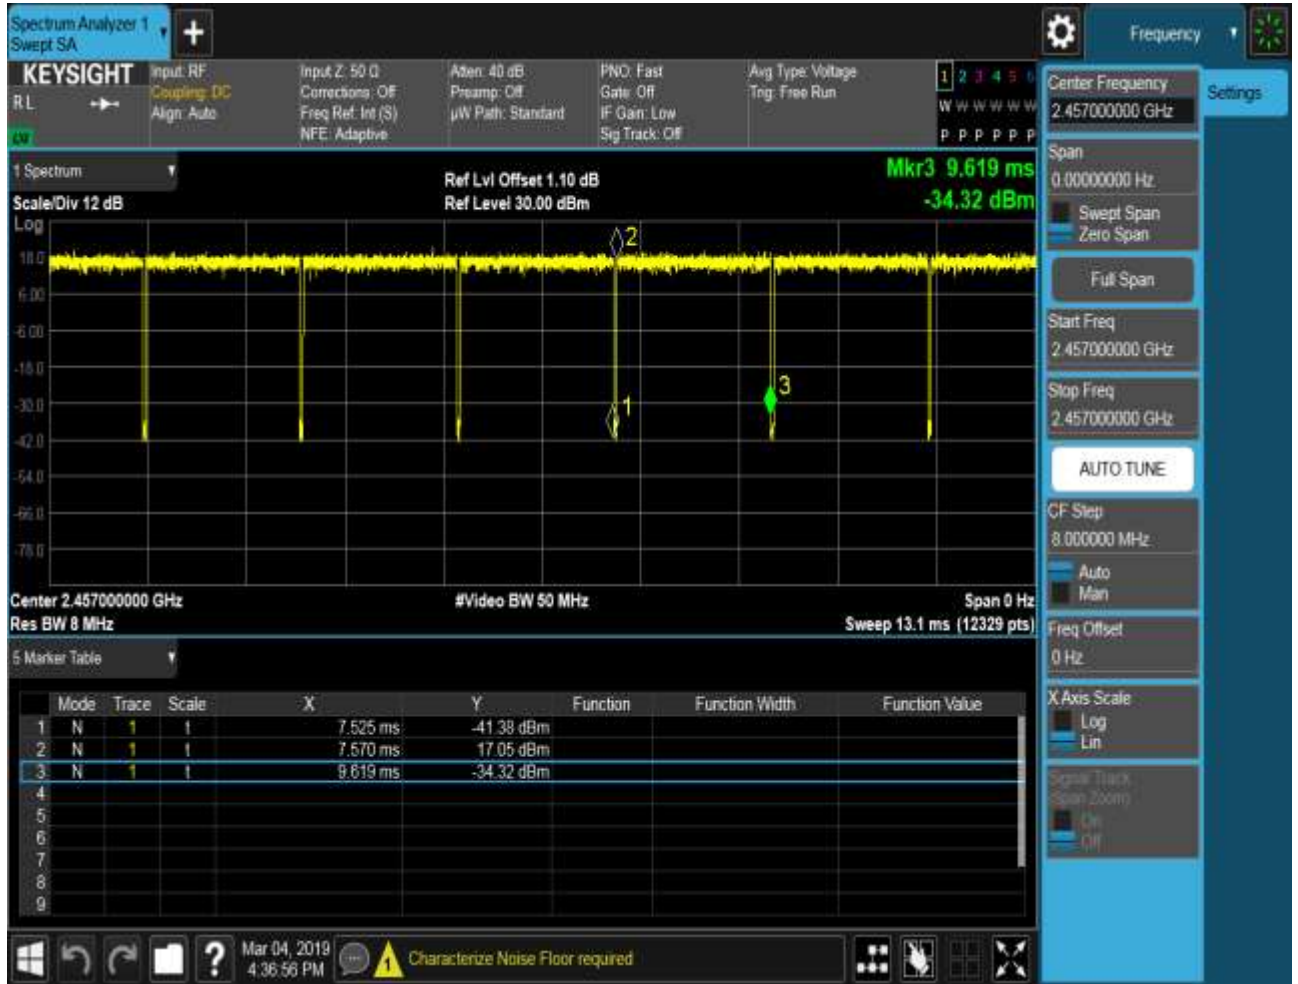 Spectrum Analyzer 1
Swept SA
Frequency
KEYSIGHT
RL
Input: RF
Coupling: DC
Align: Auto
Input Z: 50 Ω
Corrections: Off
Freq Ref: Int (S)
NFE: Adaptive
Atten: 40 dB
Preamp: Off
µW Path: Standard
PNO: Fast
Gate: Off
IF Gain: Low
Sig Track: Off
Avg Type: Voltage
Trig: Free Run
1 2 3 4 5 6
W W W W W W
P P P P P P
1 Spectrum
Scale/Div 12 dB
Ref Lvl Offset 1.10 dB
Ref Level 30.00 dBm
Mkr3 9.619 ms
-34.32 dBm
Log
18.0
6.00
-6.00
-18.0
-30.0
-42.0
-54.0
-66.0
-78.0
2
1
3
Center 2.457000000 GHz
Res BW 8 MHz
#Video BW 50 MHz
Span 0 Hz
Sweep 13.1 ms (12329 pts)
5 Marker Table
Mode Trace Scale X Y Function Function Width Function Value
1 N 1 t 7.525 ms -41.38 dBm
2 N 1 t 7.570 ms 17.05 dBm
3 N 1 t 9.619 ms -34.32 dBm
4
5
6
7
8
9
Mar 04, 2019
4:36:56 PM
1
Characterize Noise Floor required
Center Frequency
2.457000000 GHz
Settings
Span
0.00000000 Hz
Swept Span
Zero Span
Full Span
Start Freq
2.457000000 GHz
Stop Freq
2.457000000 GHz
AUTO TUNE
CF Step
8.000000 MHz
Auto
Man
Freq Offset
0 Hz
X Axis Scale
Log
Lin
Signal Track
(Span Zoom)
On
Off